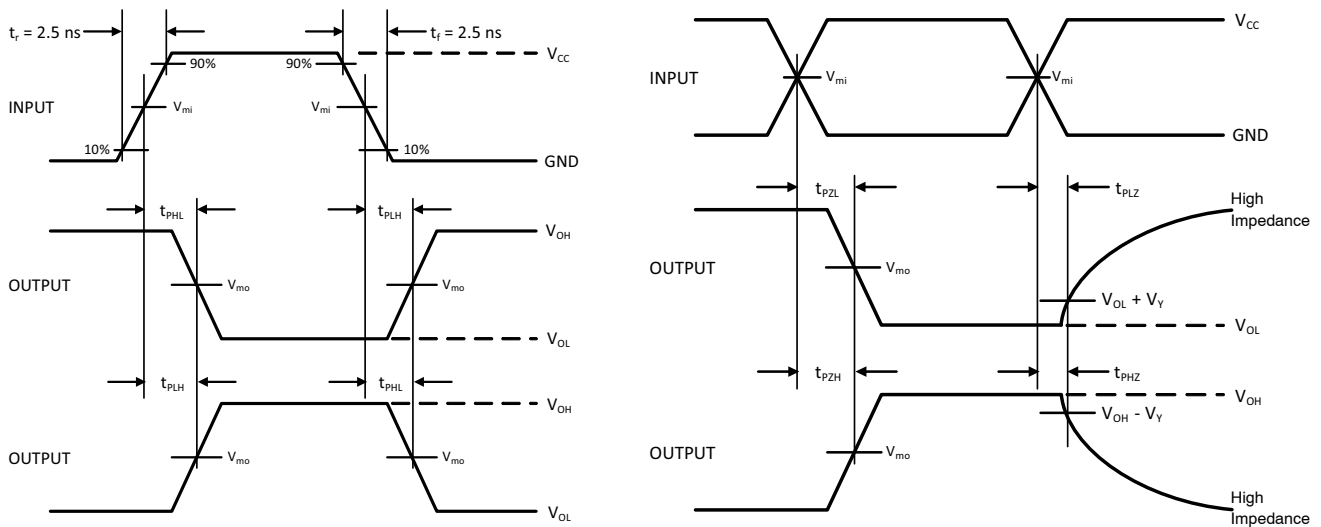 t_r = 2.5 ns
t_f = 2.5 ns
V_CC
90%
90%
INPUT
V_mi
V_mi
10%
10%
GND
t_PHL
t_PLH
V_OH
OUTPUT
V_mo
V_mo
V_OL
t_PLH
t_PHL
V_OH
OUTPUT
V_mo
V_mo
V_OL
V_CC
INPUT
V_mi
V_mi
GND
t_PZL
t_PLZ
High
Impedance
OUTPUT
V_mo
V_OL + V_Y
V_OL
t_PZH
t_PHZ
V_OH
V_OH - V_Y
OUTPUT
V_mo
High
Impedance